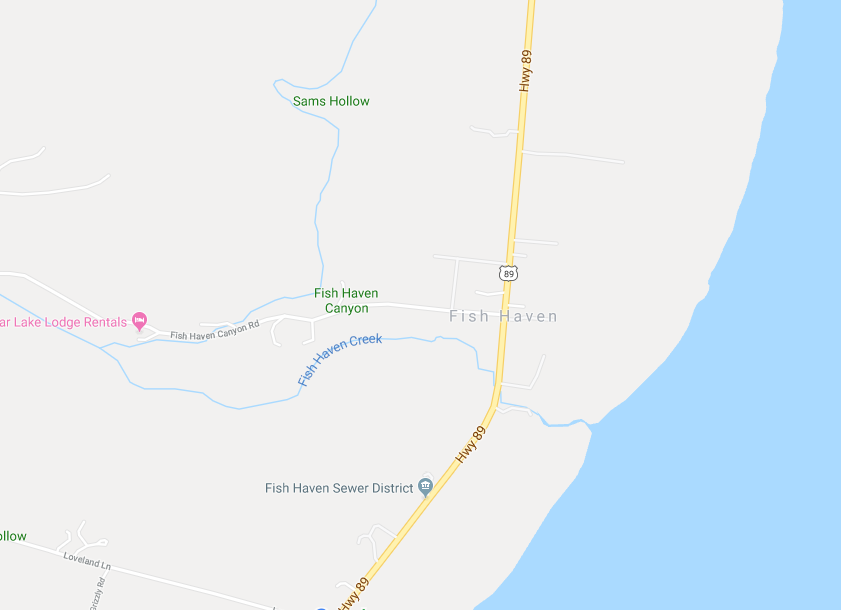 Hwy 89
Sams Hollow
89
Fish Haven
Canyon
Fish Haven
ar Lake Lodge Rentals
Fish Haven Canyon Rd
Fish Haven Creek
Hwy 89
Fish Haven Sewer District
ollow
Loveland Ln
Grizzly Rd
Hwy 89